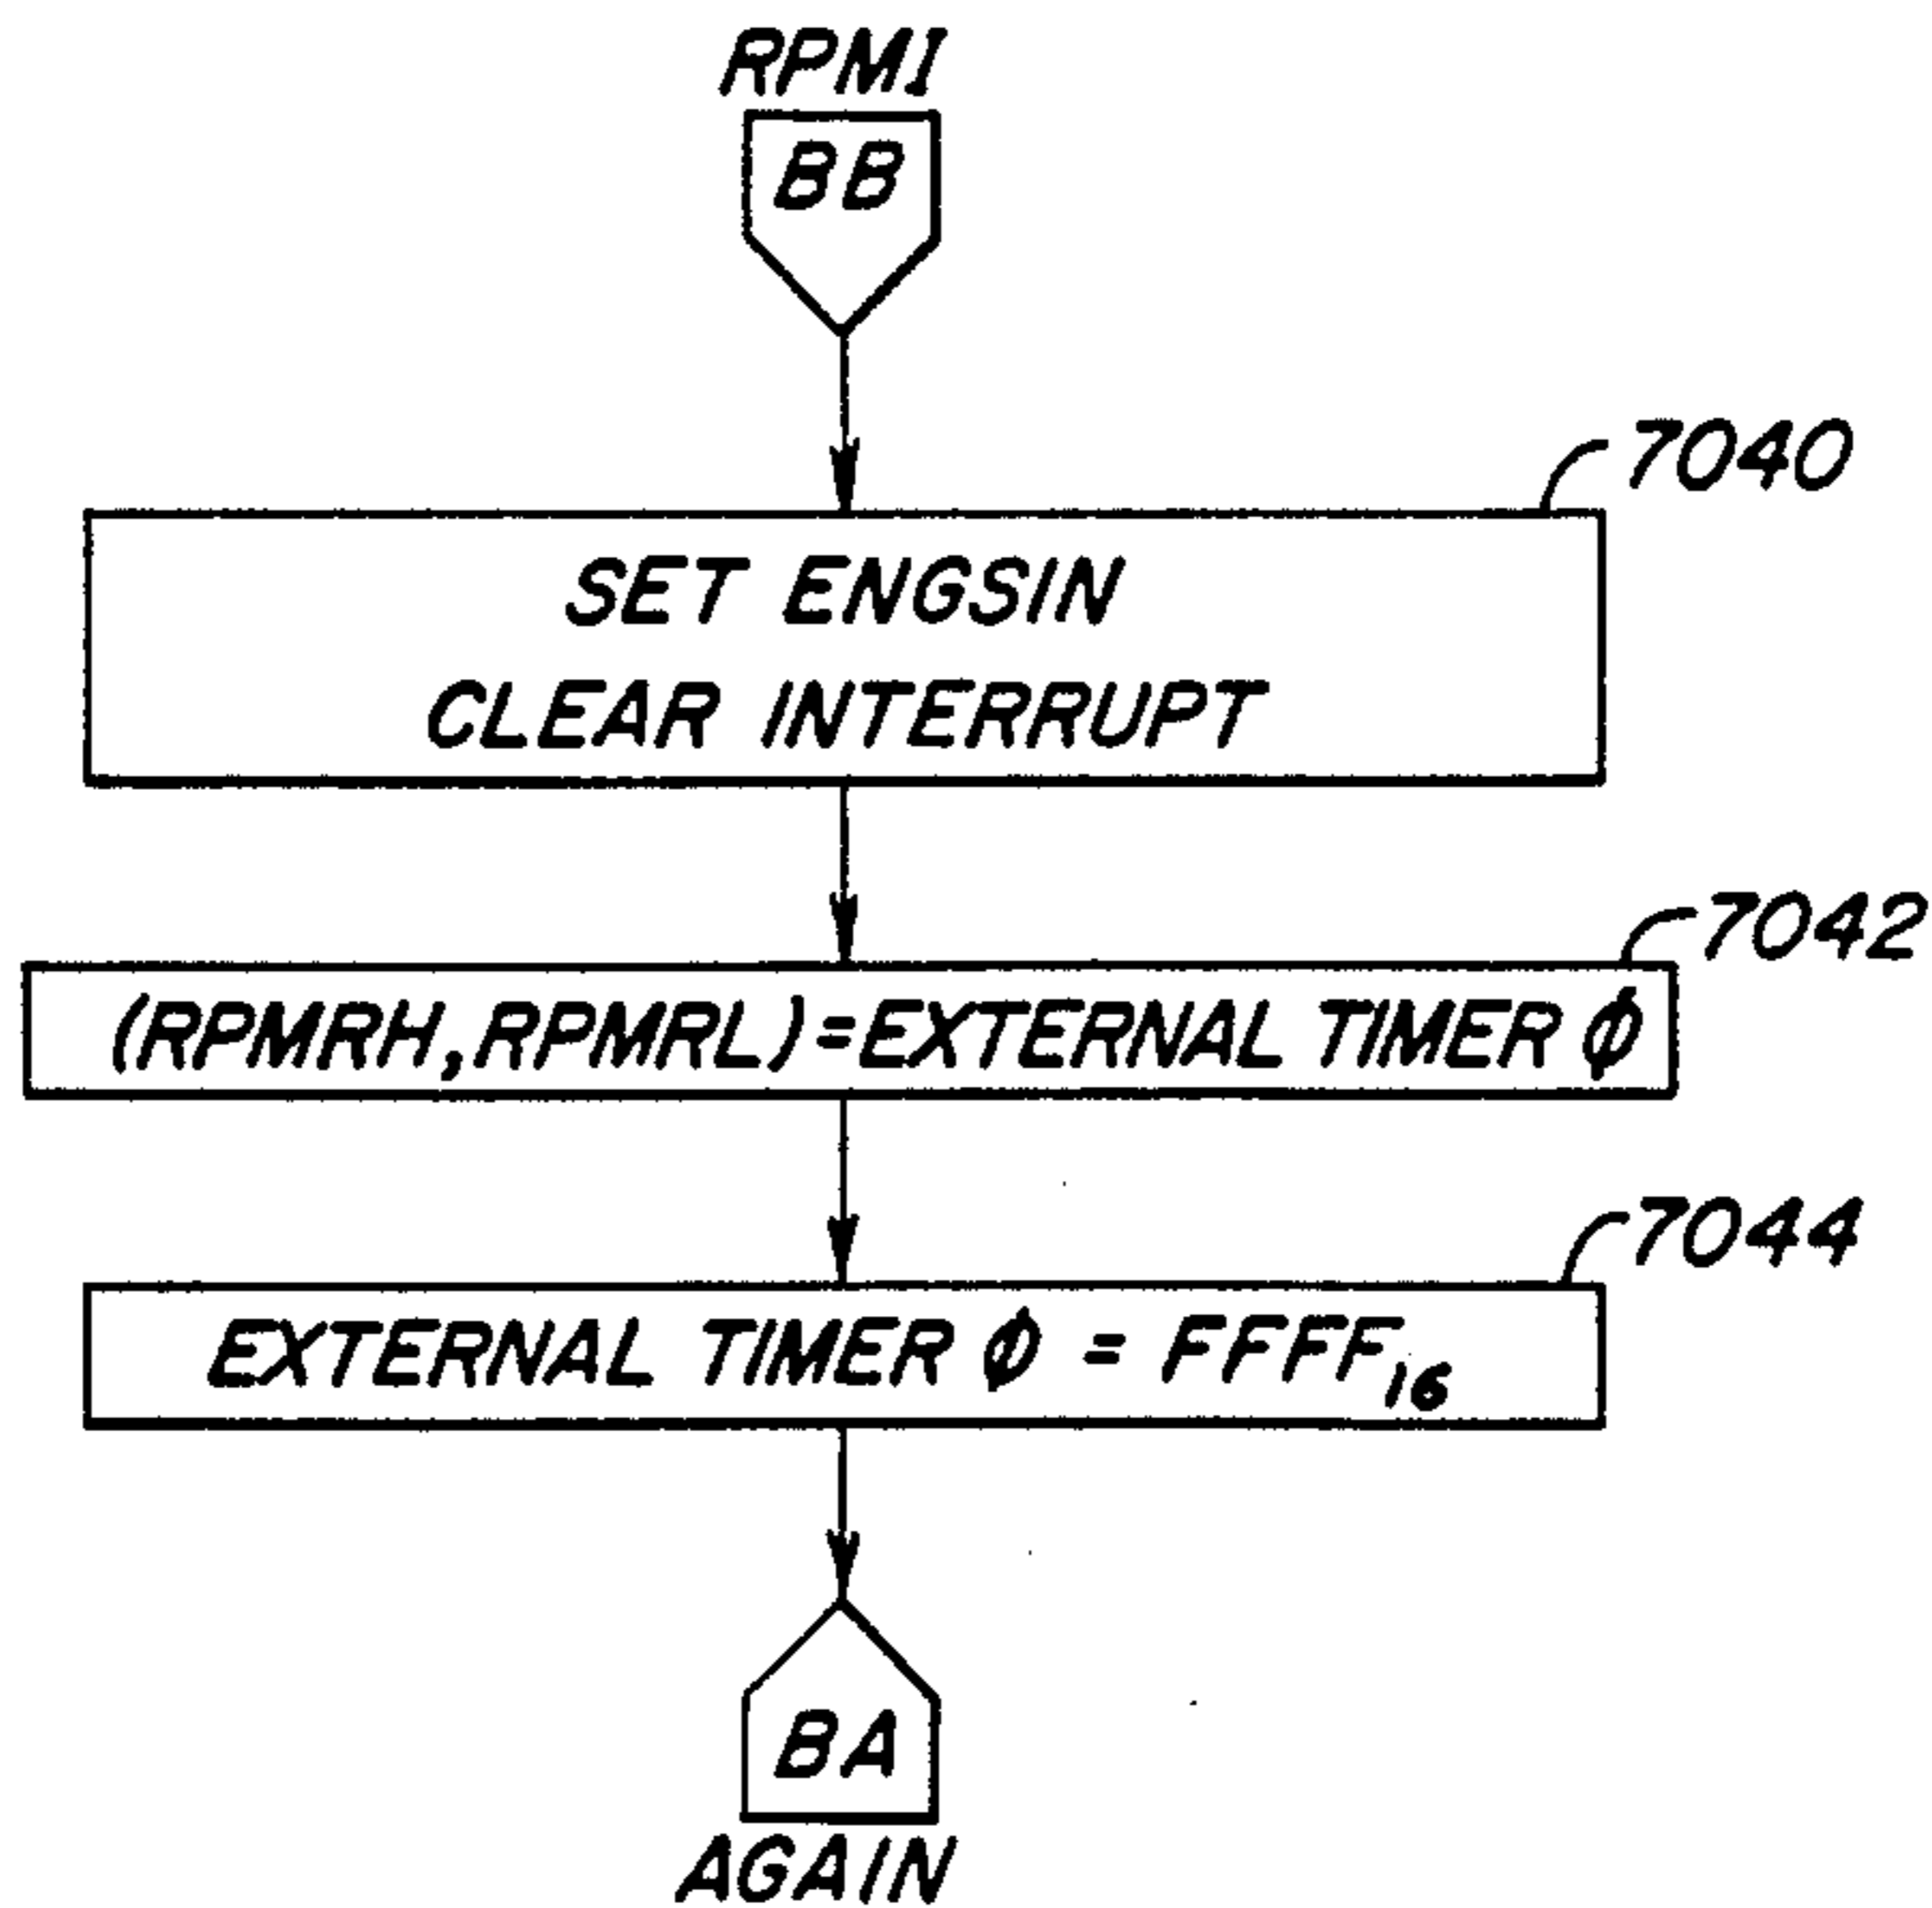 RPMI
BB
7040
SET ENGSIN
CLEAR INTERRUPT
7042
(RPMRH,RPMRL)=EXTERNAL TIMER ϕ
7044
EXTERNAL TIMER ϕ = FFFF₁₆
BA
AGAIN